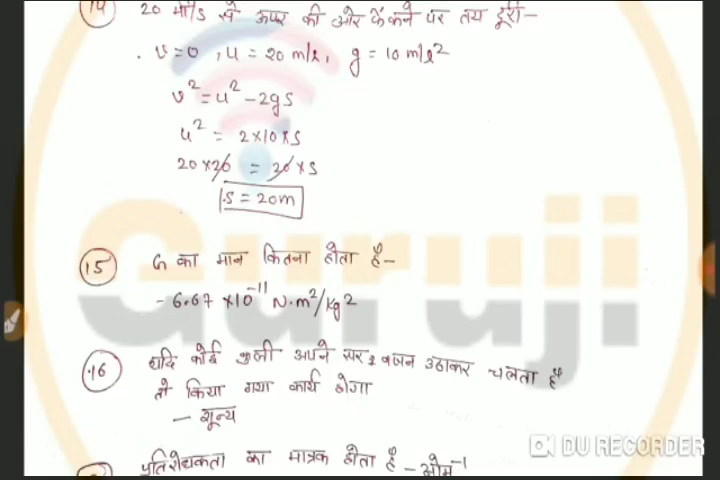 14 20 मी/s से ऊपर की ओर फेंकने पर तय दूरी-
v=0, u = 20 m/s, g = 10 m/s²
v² = u² - 2gs
u² = 2×10×s
20×20 = 20×s
s = 20m
15 G का मान कितना होता है-
- 6.67 ×10⁻¹¹ N.m²/kg2
Guruji
.16 यदि कोई कुली अपने सर पर वजन उठाकर चलता है
तो किया गया कार्य होगा
- शून्य
DU RECORDER
प्रतिरोधकता का मात्रक होता है - ओम⁻¹